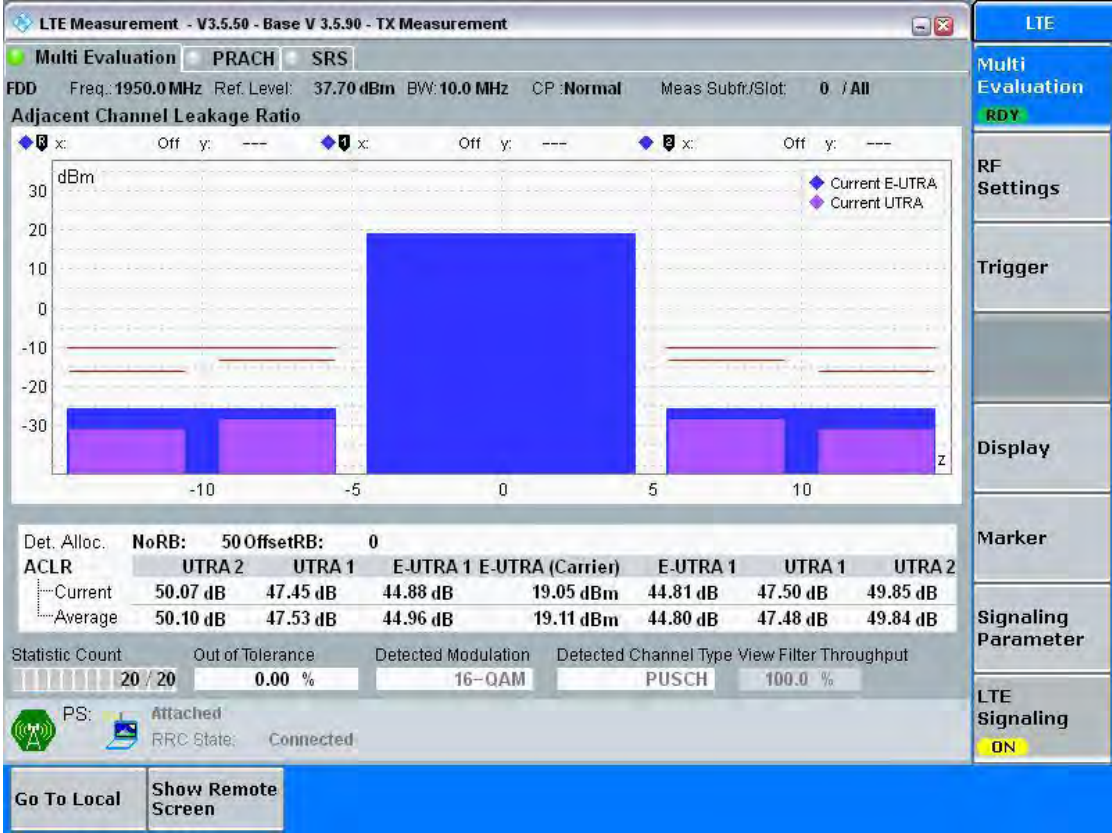 LTE Measurement - V3.5.50 - Base V 3.5.90 - TX Measurement
LTE
Multi Evaluation PRACH SRS
Multi
Evaluation
RDY
FDD Freq.: 1950.0 MHz Ref. Level: 37.70 dBm BW: 10.0 MHz CP :Normal Meas Subfr./Slot: 0 / All
Adjacent Channel Leakage Ratio
R x: Off y: --- 1 x: Off y: --- 2 x: Off y: ---
dBm
Current E-UTRA
Current UTRA
30
20
10
0
-10
-20
-30
z
-10 -5 0 5 10
RF
Settings
Trigger
Display
Marker
Signaling
Parameter
LTE
Signaling
ON
Det. Alloc. NoRB: 50 OffsetRB: 0
ACLR UTRA 2 UTRA 1 E-UTRA 1 E-UTRA (Carrier) E-UTRA 1 UTRA 1 UTRA 2
Current 50.07 dB 47.45 dB 44.88 dB 19.05 dBm 44.81 dB 47.50 dB 49.85 dB
Average 50.10 dB 47.53 dB 44.96 dB 19.11 dBm 44.80 dB 47.48 dB 49.84 dB
Statistic Count Out of Tolerance Detected Modulation Detected Channel Type View Filter Throughput
20 / 20 0.00 % 16-QAM PUSCH 100.0 %
PS: Attached
RRC State: Connected
Go To Local
Show Remote
Screen